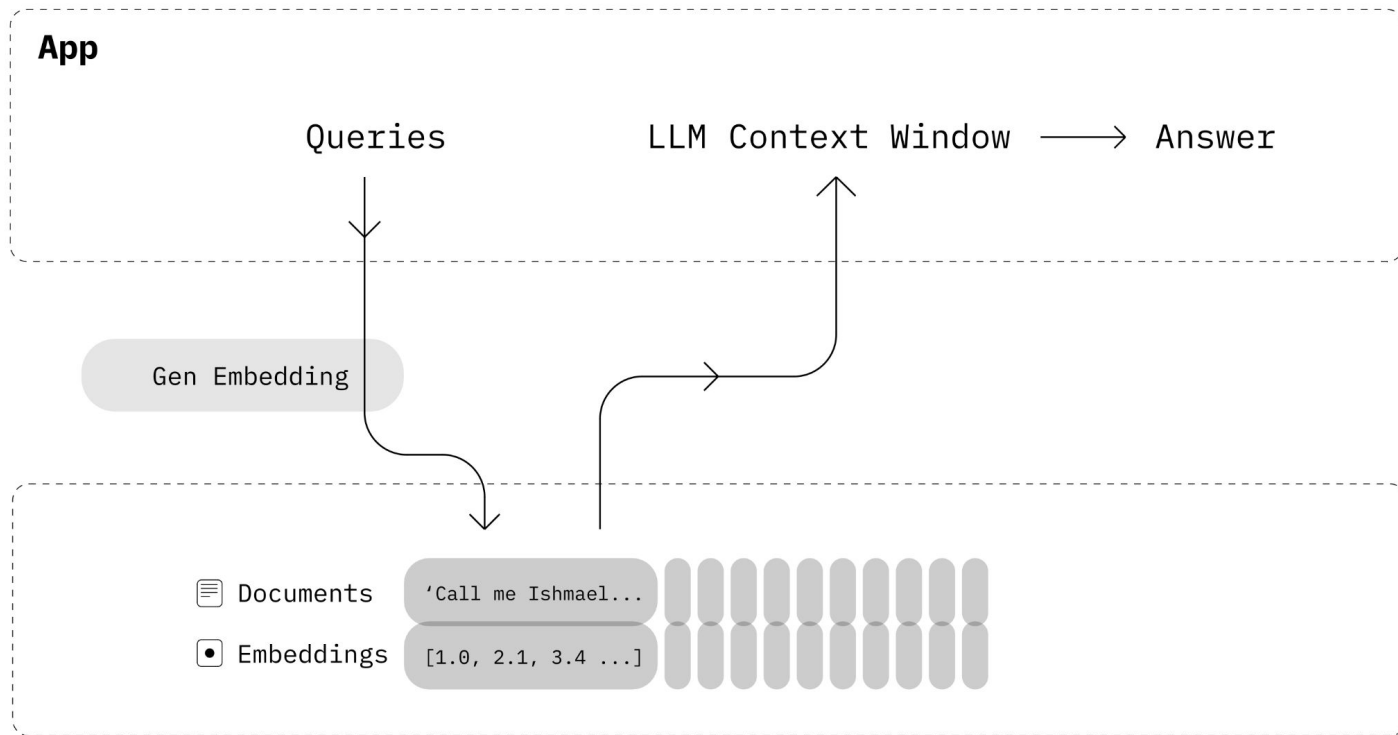 App
Queries
LLM Context Window
Answer
Gen Embedding
Documents
‘Call me Ishmael...
Embeddings
[1.0, 2.1, 3.4 ...]